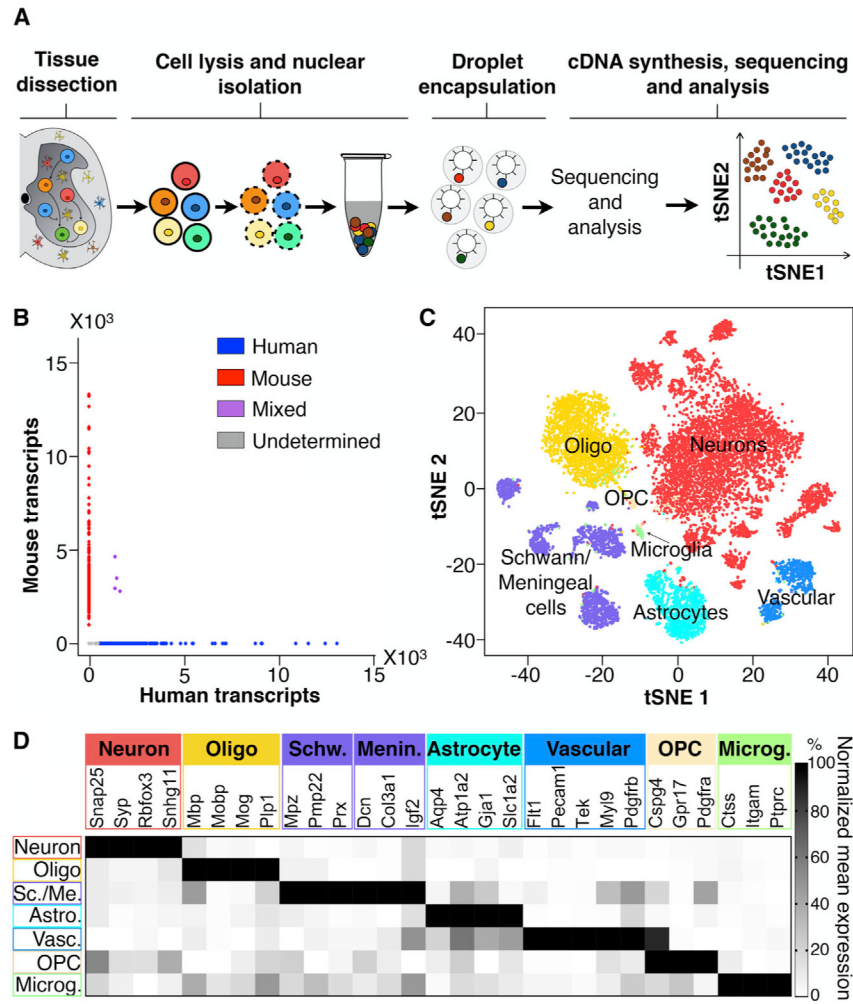 A
Tissue
dissection
Cell lysis and nuclear
isolation
Droplet
encapsulation
cDNA synthesis, sequencing
and analysis
Sequencing
and
analysis
tSNE2
tSNE1
B
X10³
15
10
5
0
Mouse transcripts
Human
Mouse
Mixed
Undetermined
0
5
10
15
X10³
Human transcripts
C
40
20
0
-20
-40
tSNE 2
Oligo
Neurons
OPC
Microglia
Schwann/
Meningeal
cells
Astrocytes
Vascular
-40
-20
0
20
40
tSNE 1
D
Neuron Oligo Schw. Menin. Astrocyte Vascular OPC Microg.
Snap25 Syp Rbfox3 Snhg11 Mbp Mobp Mog Plp1 Mpz Pmp22 Prx Dcn Col3a1 Igf2 Aqp4 Atp1a2 Gja1 Slc1a2 Flt1 Pecam1 Tek Myl9 Pdgfrb Cspg4 Gpr17 Pdgfra Ctss Itgam Ptprc
Neuron
Oligo
Sc./Me.
Astro.
Vasc.
OPC
Microg.
%
100
80
60
40
20
0
Normalized mean expression